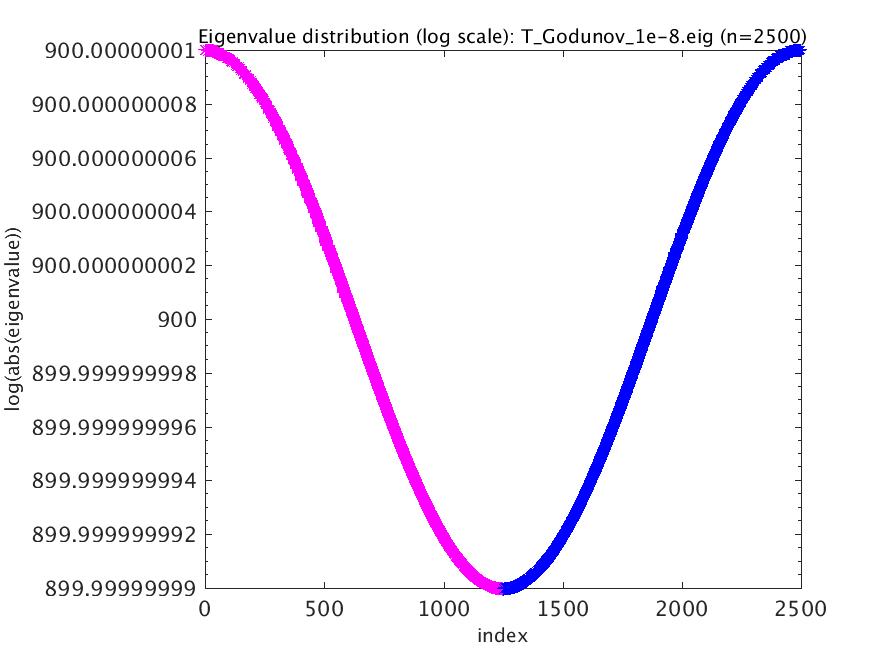 Eigenvalue distribution (log scale): T_Godunov_1e-8.eig (n=2500)
900.00000001
900.000000008
900.000000006
900.000000004
900.000000002
900
899.999999998
899.999999996
899.999999994
899.999999992
899.99999999
log(abs(eigenvalue))
0 500 1000 1500 2000 2500
index